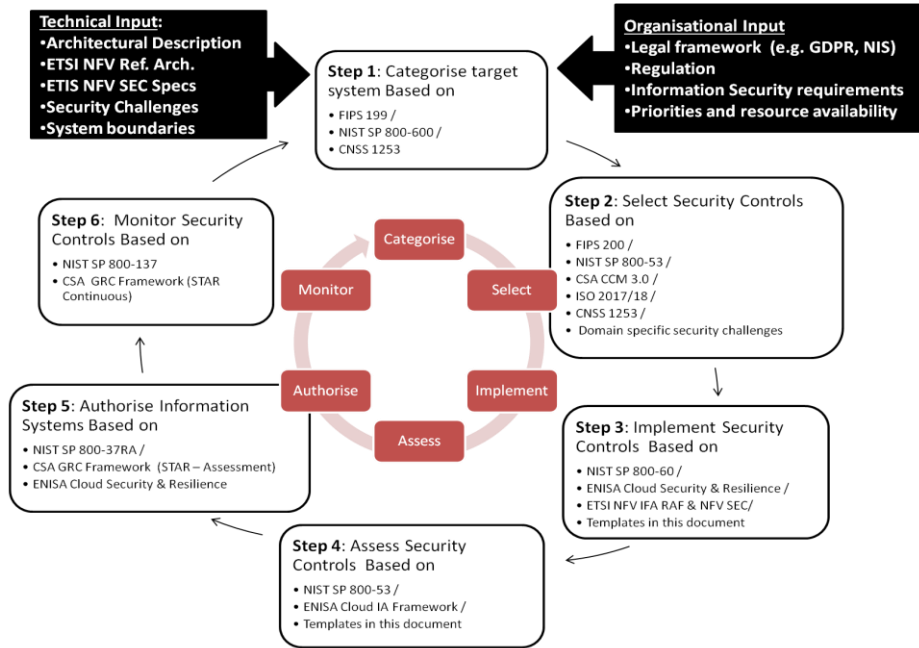 Technical Input:
•Architectural Description
•ETSI NFV Ref. Arch.
•ETIS NFV SEC Specs
•Security Challenges
•System boundaries
Organisational Input
•Legal framework (e.g. GDPR, NIS)
•Regulation
•Information Security requirements
•Priorities and resource availability
Step 1: Categorise target
system Based on
• FIPS 199 /
• NIST SP 800-600 /
• CNSS 1253
Step 2: Select Security Controls
Based on
• FIPS 200 /
• NIST SP 800-53 /
• CSA CCM 3.0 /
• ISO 2017/18 /
• CNSS 1253 /
• Domain specific security challenges
Step 3: Implement Security
Controls Based on
• NIST SP 800-60 /
• ENISA Cloud Security & Resilience /
• ETSI NFV IFA RAF & NFV SEC/
• Templates in this document
Step 4: Assess Security
Controls Based on
• NIST SP 800-53 /
• ENISA Cloud IA Framework /
• Templates in this document
Step 5: Authorise Information
Systems Based on
• NIST SP 800-37RA /
• CSA GRC Framework (STAR – Assessment)
• ENISA Cloud Security & Resilience
Step 6: Monitor Security
Controls Based on
• NIST SP 800-137
• CSA GRC Framework (STAR
Continuous)
Categorise
Select
Implement
Assess
Authorise
Monitor